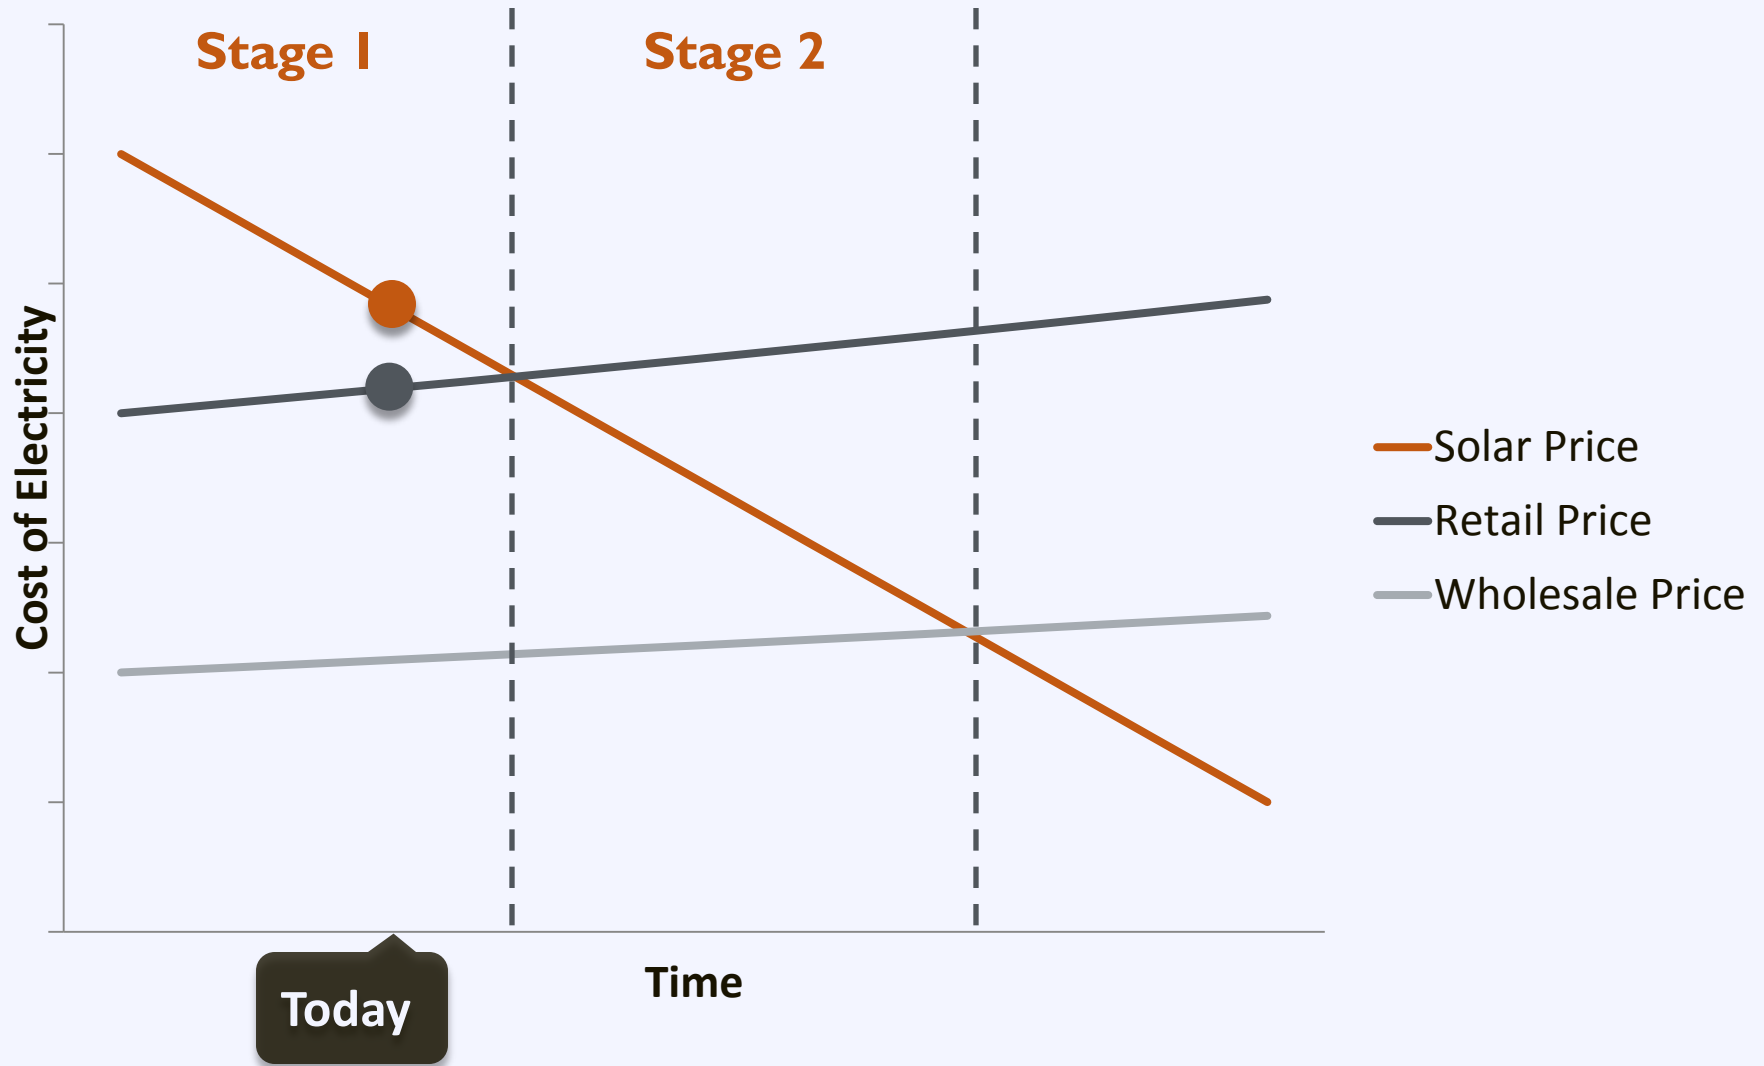 Stage 1
Stage 2
Cost of Electricity
Solar Price
Retail Price
Wholesale Price
Time
Today